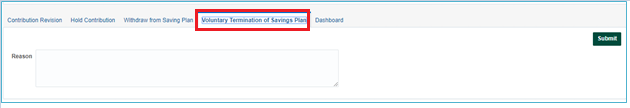 Contribution Revision Hold Contribution Withdraw from Saving Plan Voluntary Termination of Savings Plan Dashboard
Submit
Reason